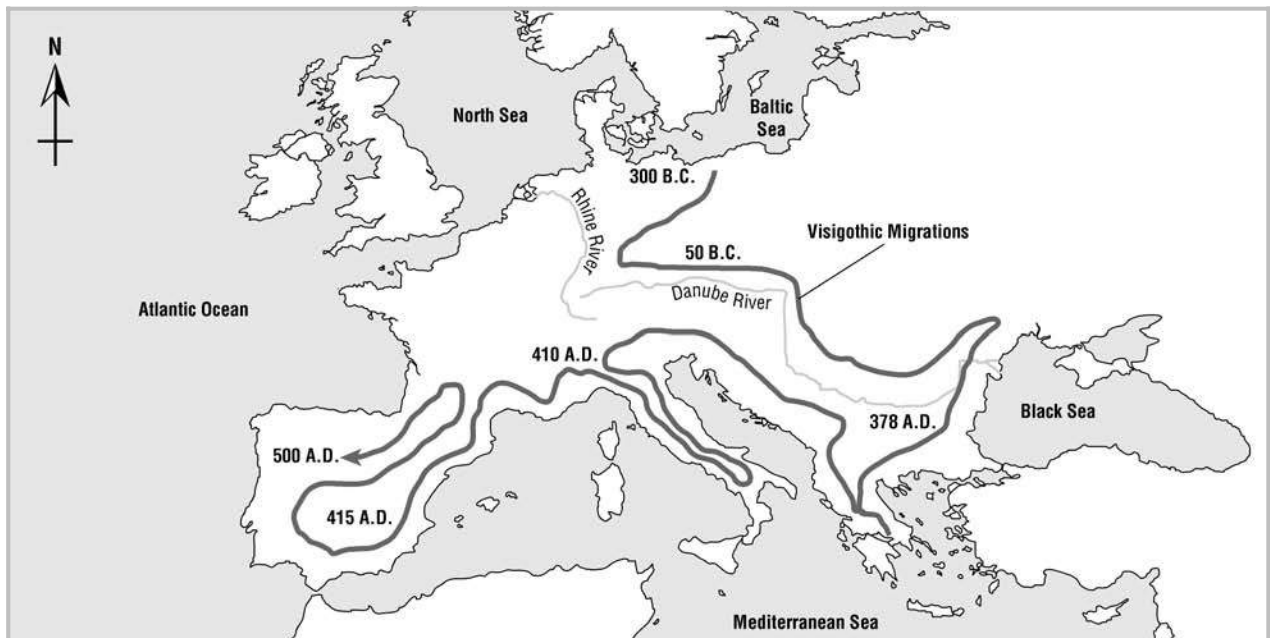 N
North Sea
Baltic
Sea
300 B.C.
Rhine River
Visigothic Migrations
50 B.C.
Danube River
Atlantic Ocean
410 A.D.
Black Sea
378 A.D.
500 A.D.
415 A.D.
Mediterranean Sea